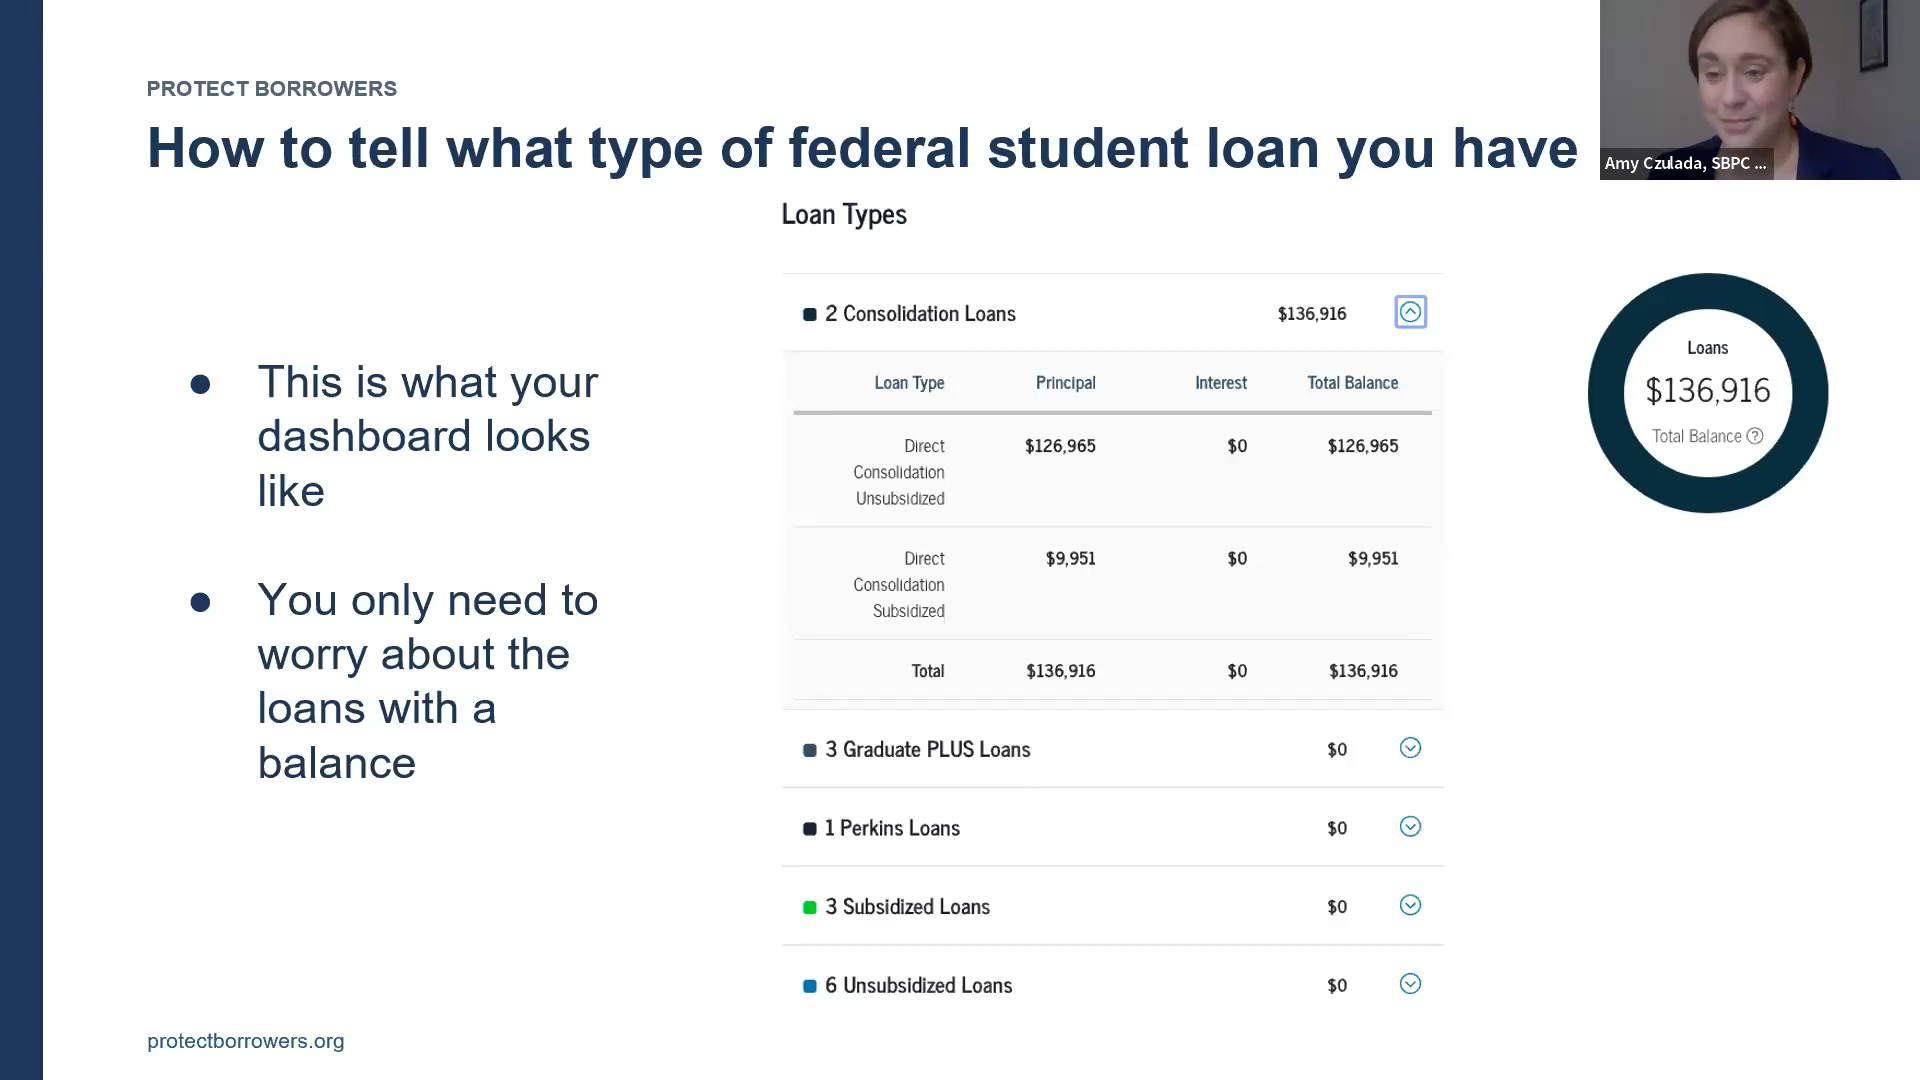 PROTECT BORROWERS
How to tell what type of federal student loan you have
Amy Czulada, SBPC ...
● This is what your
dashboard looks
like
● You only need to
worry about the
loans with a
balance
Loan Types
2 Consolidation Loans $136,916
Loan Type Principal Interest Total Balance
Direct $126,965 $0 $126,965
Consolidation
Unsubsidized
Direct $9,951 $0 $9,951
Consolidation
Subsidized
Total $136,916 $0 $136,916
3 Graduate PLUS Loans $0
1 Perkins Loans $0
3 Subsidized Loans $0
6 Unsubsidized Loans $0
Loans
$136,916
Total Balance ?
protectborrowers.org